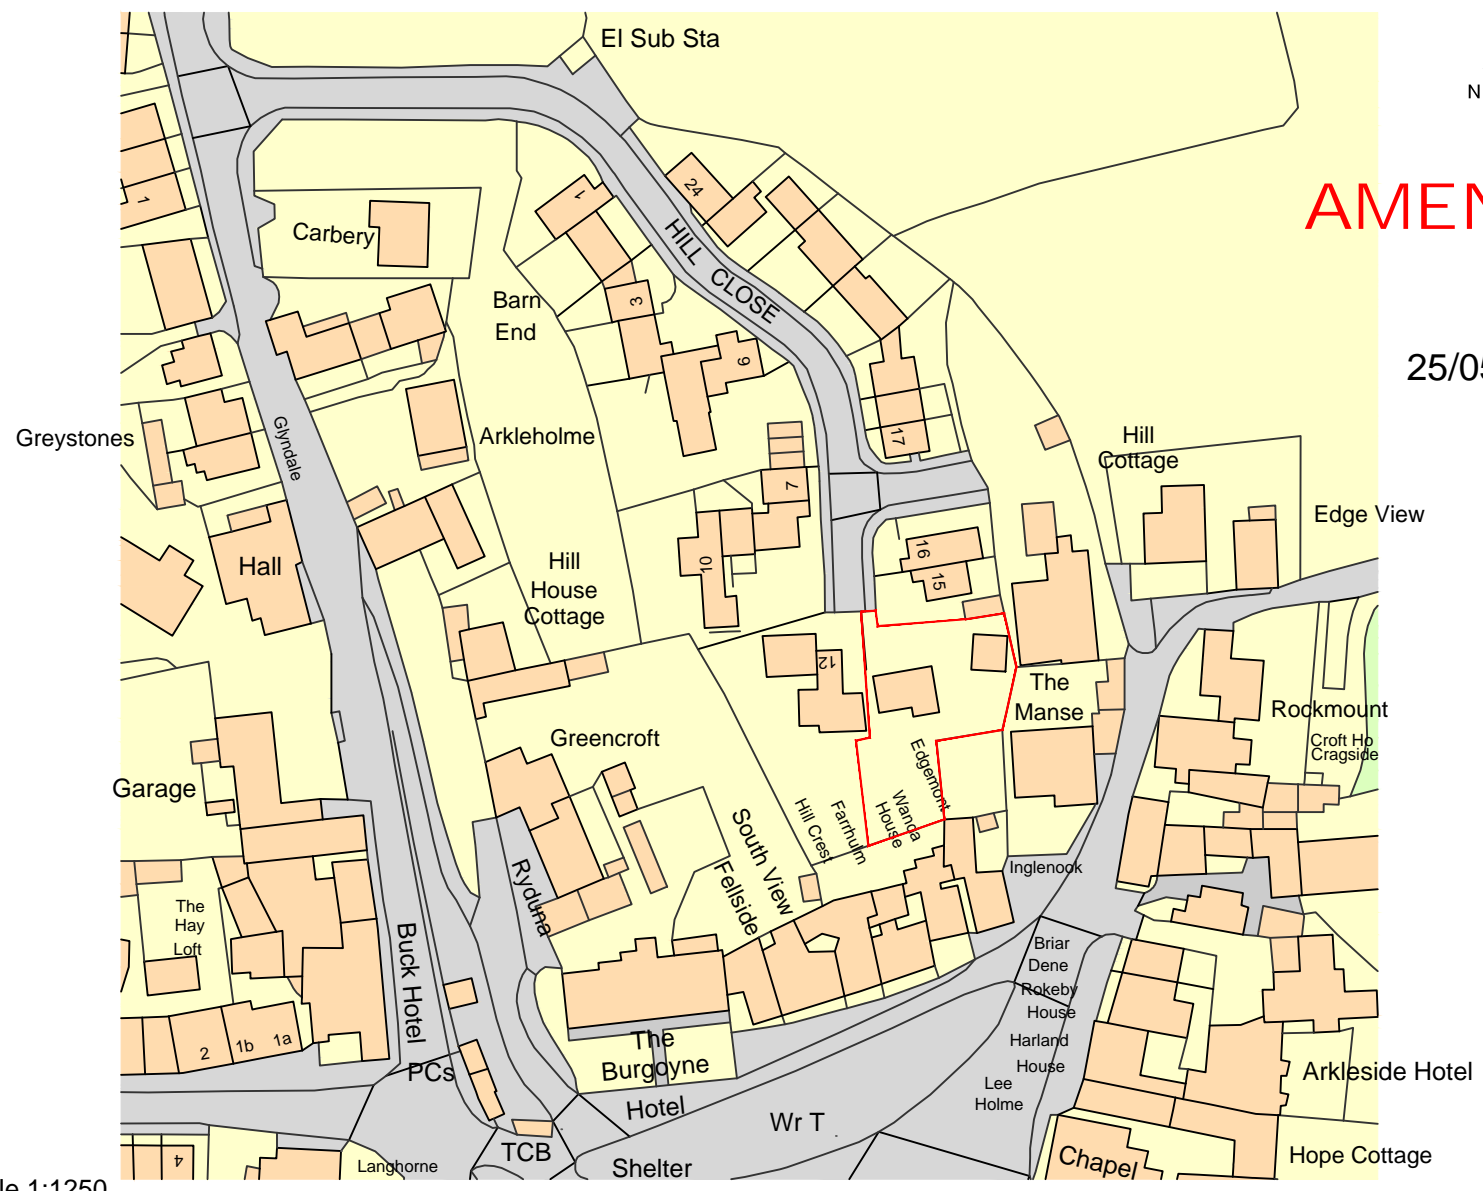 El Sub Sta
N
AMEN
24
1
1
HILL CLOSE
Carbery
Barn
End
3
9
25/05
Greystones
Glyndale
Arkleholme
17
Hill
Cottage
7
Edge View
Hall
Hill
House
Cottage
10
16
15
12
The
Manse
Rockmount
Croft Ho
Cragside
Greencroft
Edgemont
Garage
Wanda
House
Farrhulm
Hill Crest
South View
Fellside
Ryduna
Inglenook
The
Hay
Loft
Buck Hotel
Briar
Dene
Rokeby
House
Harland
House
Lee
Holme
2
1b
1a
The
Burgoyne
Hotel
PCs
Arkleside Hotel
Wr T
TCB
Shelter
4
Langhorne
Chapel
Hope Cottage
le 1:1250